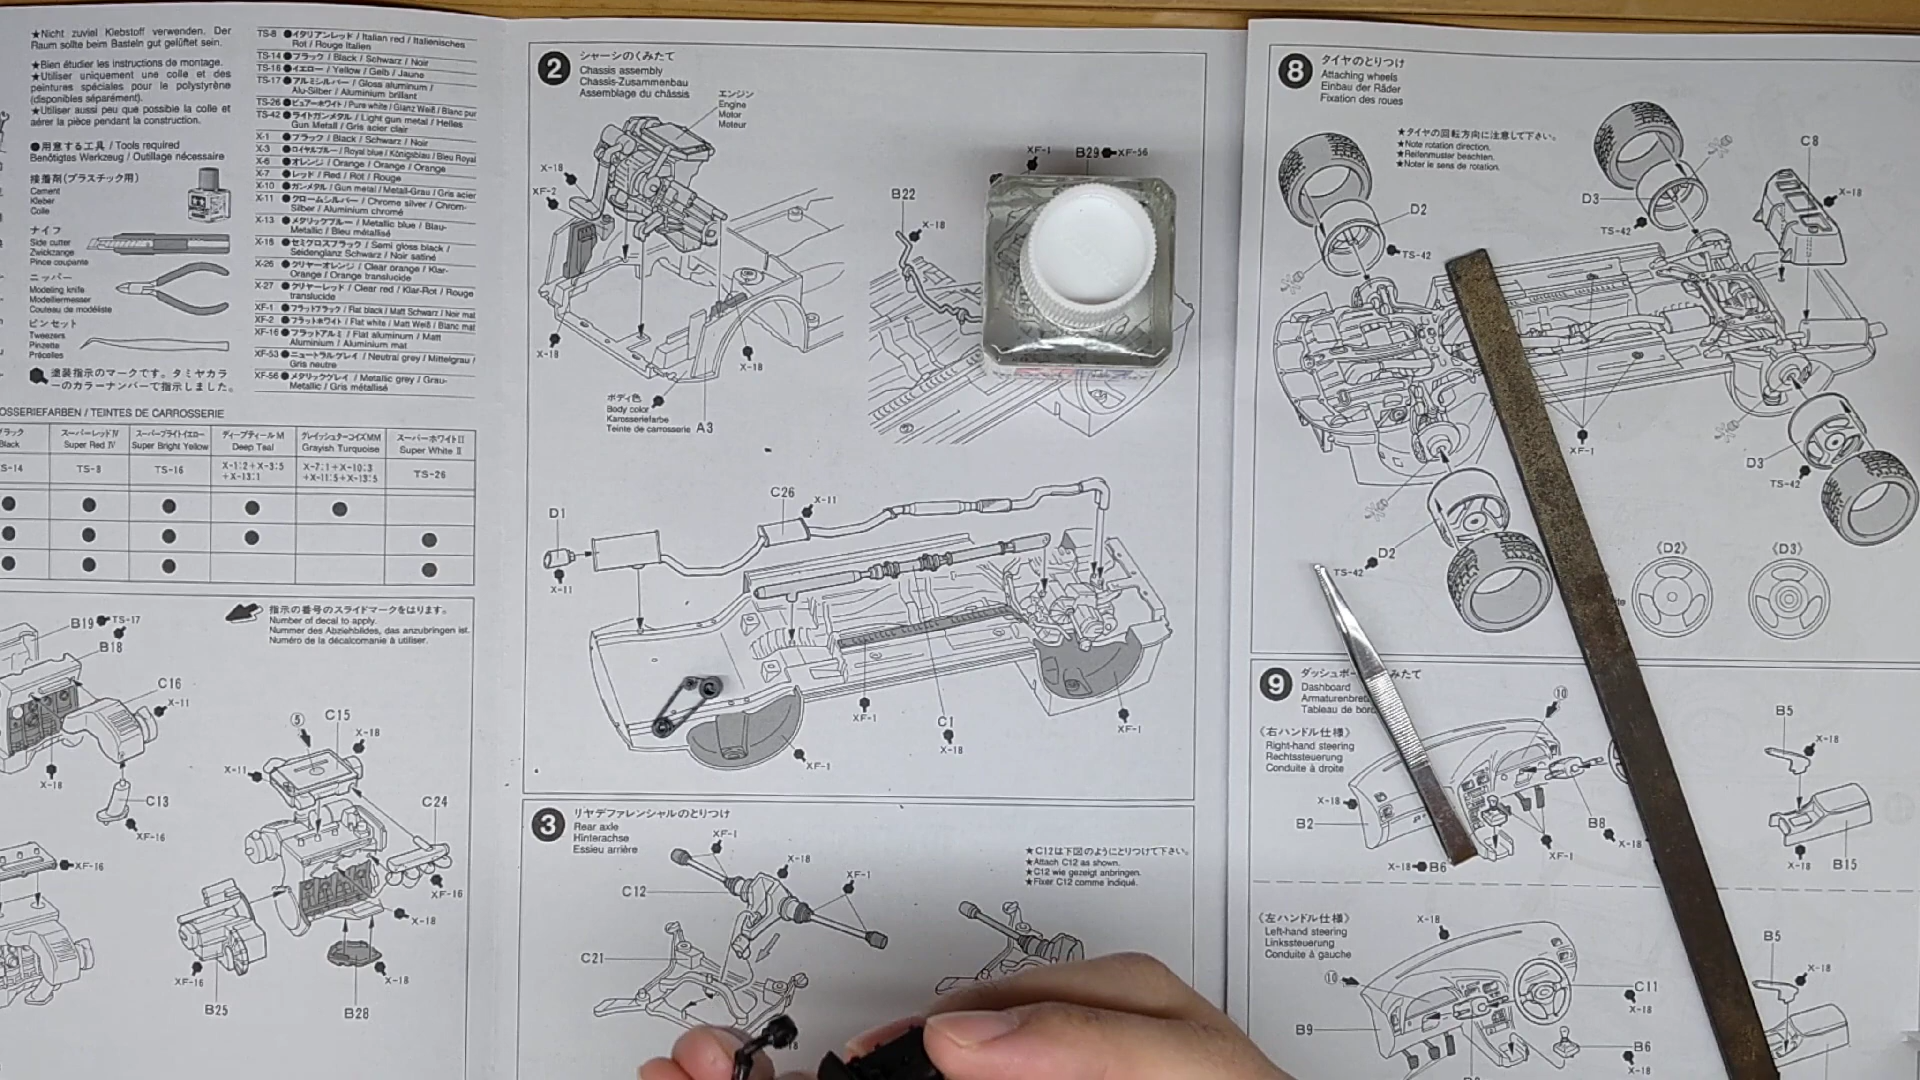 ★Nicht zuviel Klebstoff verwenden. Der
Raum sollte beim Basteln gut gelüftet sein.
★Bien étudier les instructions de montage.
★Utiliser uniquement une colle et des
peintures spéciales pour le polystyrène
(disponibles séparément).
★Utiliser aussi peu que possible la colle et
aérer la pièce pendant la construction.
●用意する工具 / Tools required
Benötigtes Werkzeug / Outillage nécessaire
接着剤(プラスチック用)
Cement
Kleber
Colle
ナイフ
Side cutter
Zwickzange
Pince coupante
ニッパー
Modeling knife
Modelliermesser
Couteau de modéliste
ピンセット
Tweezers
Pinzette
Précelles
塗装指示のマークです。タミヤカラ
ーのカラーナンバーで指示しました。
TS-8 ●イタリアンレッド / Italian red / Italienisches
Rot / Rouge italien
TS-14 ●ブラック / Black / Schwarz / Noir
TS-16 ●イエロー / Yellow / Gelb / Jaune
TS-17 ●アルミシルバー / Gloss aluminum /
Alu-Silber / Aluminium brillant
TS-26 ●ピュアーホワイト / Pure white / Glanz Weiß / Blanc pur
TS-42 ●ライトガンメタル / Light gun metal / Helles
Gun Metall / Gris acier clair
X-1 ●ブラック / Black / Schwarz / Noir
X-3 ●ロイヤルブルー / Royal blue / Königsblau / Bleu Royal
X-6 ●オレンジ / Orange / Orange / Orange
X-7 ●レッド / Red / Rot / Rouge
X-10 ●ガンメタル / Gun metal / Metall-Grau / Gris acier
X-11 ●クロームシルバー / Chrome silver / Chrom-
Silber / Aluminium chromé
X-13 ●メタリックブルー / Metallic blue / Blau-
Metallic / Bleu métallisé
X-18 ●セミグロスブラック / Semi gloss black /
Seidenglanz Schwarz / Noir satiné
X-26 ●クリヤーオレンジ / Clear orange / Klar-
Orange / Orange translucide
X-27 ●クリヤーレッド / Clear red / Klar-Rot / Rouge
translucide
XF-1 ●フラットブラック / Flat black / Matt Schwarz / Noir mat
XF-2 ●フラットホワイト / Flat white / Matt Weiß / Blanc mat
XF-16 ●フラットアルミ / Flat aluminum / Matt
Aluminium / Aluminium mat
XF-53 ●ニュートラルグレイ / Neutral grey / Mittelgrau /
Gris neutre
XF-56 ●メタリックグレイ / Metallic grey / Grau-
Metallic / Gris métallisé
OSSERIEFARBEN / TEINTES DE CARROSSERIE
ラック スーパーレッドⅣ スーパーブライトイエロー ディープティールM グレイッシュターコイズMM スーパーホワイトⅡ
Black Super Red Ⅳ Super Bright Yellow Deep Teal Grayish Turquoise Super White Ⅱ
S-14 TS-8 TS-16 X-1:2+X-3:5 X-7:1+X-10:3 TS-26
+X-13:1 +X-11:5+X-13:5
指示の番号のスライドマークをはります。
Number of decal to apply.
Nummer des Abziehbildes, das anzubringen ist.
Numéro de la décalcomanie à utiliser.
B19 TS-17
B18
C16
X-11
X-18
C13
XF-16
XF-16
⑤
C15
X-18
X-11
C24
XF-16
X-18
XF-16
X-18
B25
B28
2
シャーシのくみたて
Chassis assembly
Chassis-Zusammenbau
Assemblage du châssis
エンジン
Engine
Motor
Moteur
X-18
XF-2
X-18
X-18
ボディ色
Body color
Karosseriefarbe
Teinte de carrosserie A3
XF-1
B29 XF-56
B22
X-18
D1
X-11
C26
X-11
XF-1
C1
X-18
XF-1
XF-1
3
リヤデファレンシャルのとりつけ
Rear axle
Hinterachse
Essieu arrière
XF-1
X-18
XF-1
C12
C21
★C12は下図のようにとりつけて下さい。
★Attach C12 as shown.
★C12 wie gezeigt anbringen.
★Fixer C12 comme indiqué.
8
タイヤのとりつけ
Attaching wheels
Einbau der Räder
Fixation des roues
★タイヤの回転方向に注意して下さい。
★Note rotation direction.
★Reifenmuster beachten.
★Noter le sens de rotation.
C8
X-18
D2
TS-42
D3
TS-42
XF-1
D3
TS-42
D2
TS-42
《D2》
《D3》
9
ダッシュボー
みたて
Dashboard
Armaturenbret
Tableau de bord
《右ハンドル仕様》
Right-hand steering
Rechtssteuerung
Conduite à droite
⑩
X-18
B2
X-18 B6
XF-1
B8
X-18
B5
X-18
X-18
B15
《左ハンドル仕様》
Left-hand steering
Linkssteuerung
Conduite à gauche
X-18
⑩
B9
C11
X-18
B6
X-18
B5
X-18